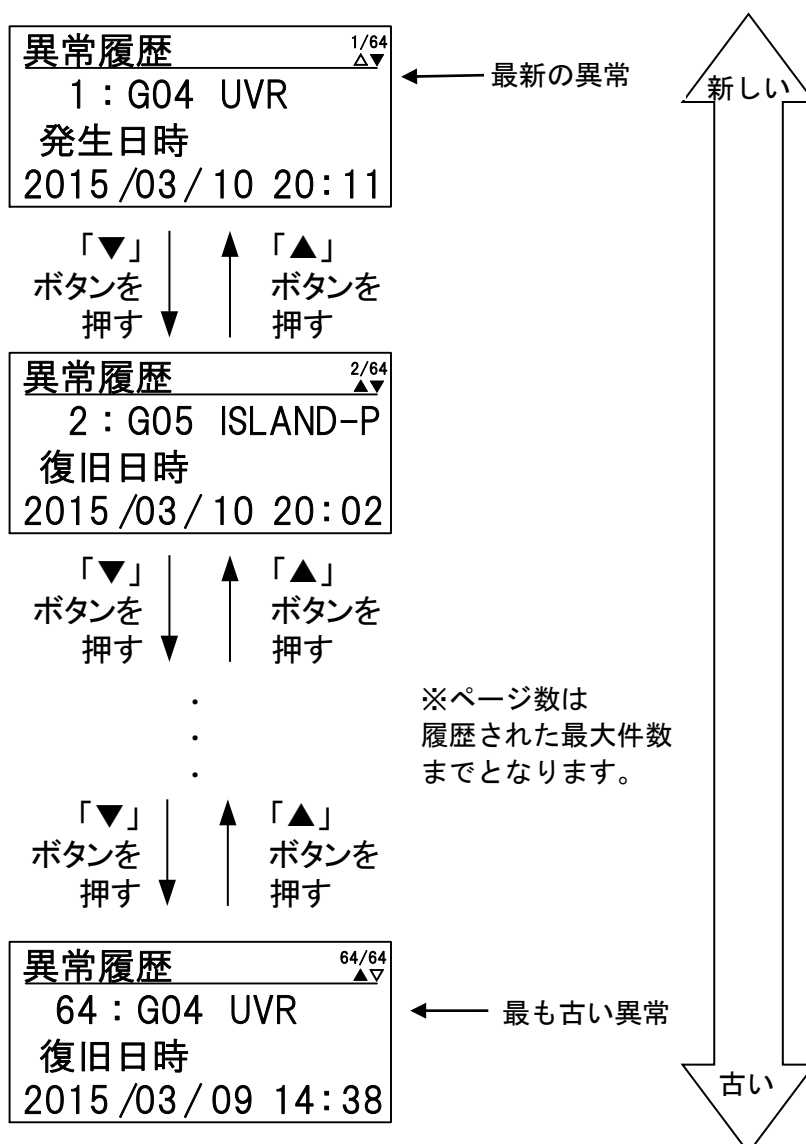 異常履歴 1/64
△▼
1：G04 UVR
発生日時
2015/03/10 20:11
最新の異常
新しい
「▼」
ボタンを
押す
「▲」
ボタンを
押す
異常履歴 2/64
▲▼
2：G05 ISLAND-P
復旧日時
2015/03/10 20:02
「▼」
ボタンを
押す
「▲」
ボタンを
押す
・
・
・
※ページ数は
履歴された最大件数
までとなります。
「▼」
ボタンを
押す
「▲」
ボタンを
押す
異常履歴 64/64
▲▽
64：G04 UVR
復旧日時
2015/03/09 14:38
最も古い異常
古い